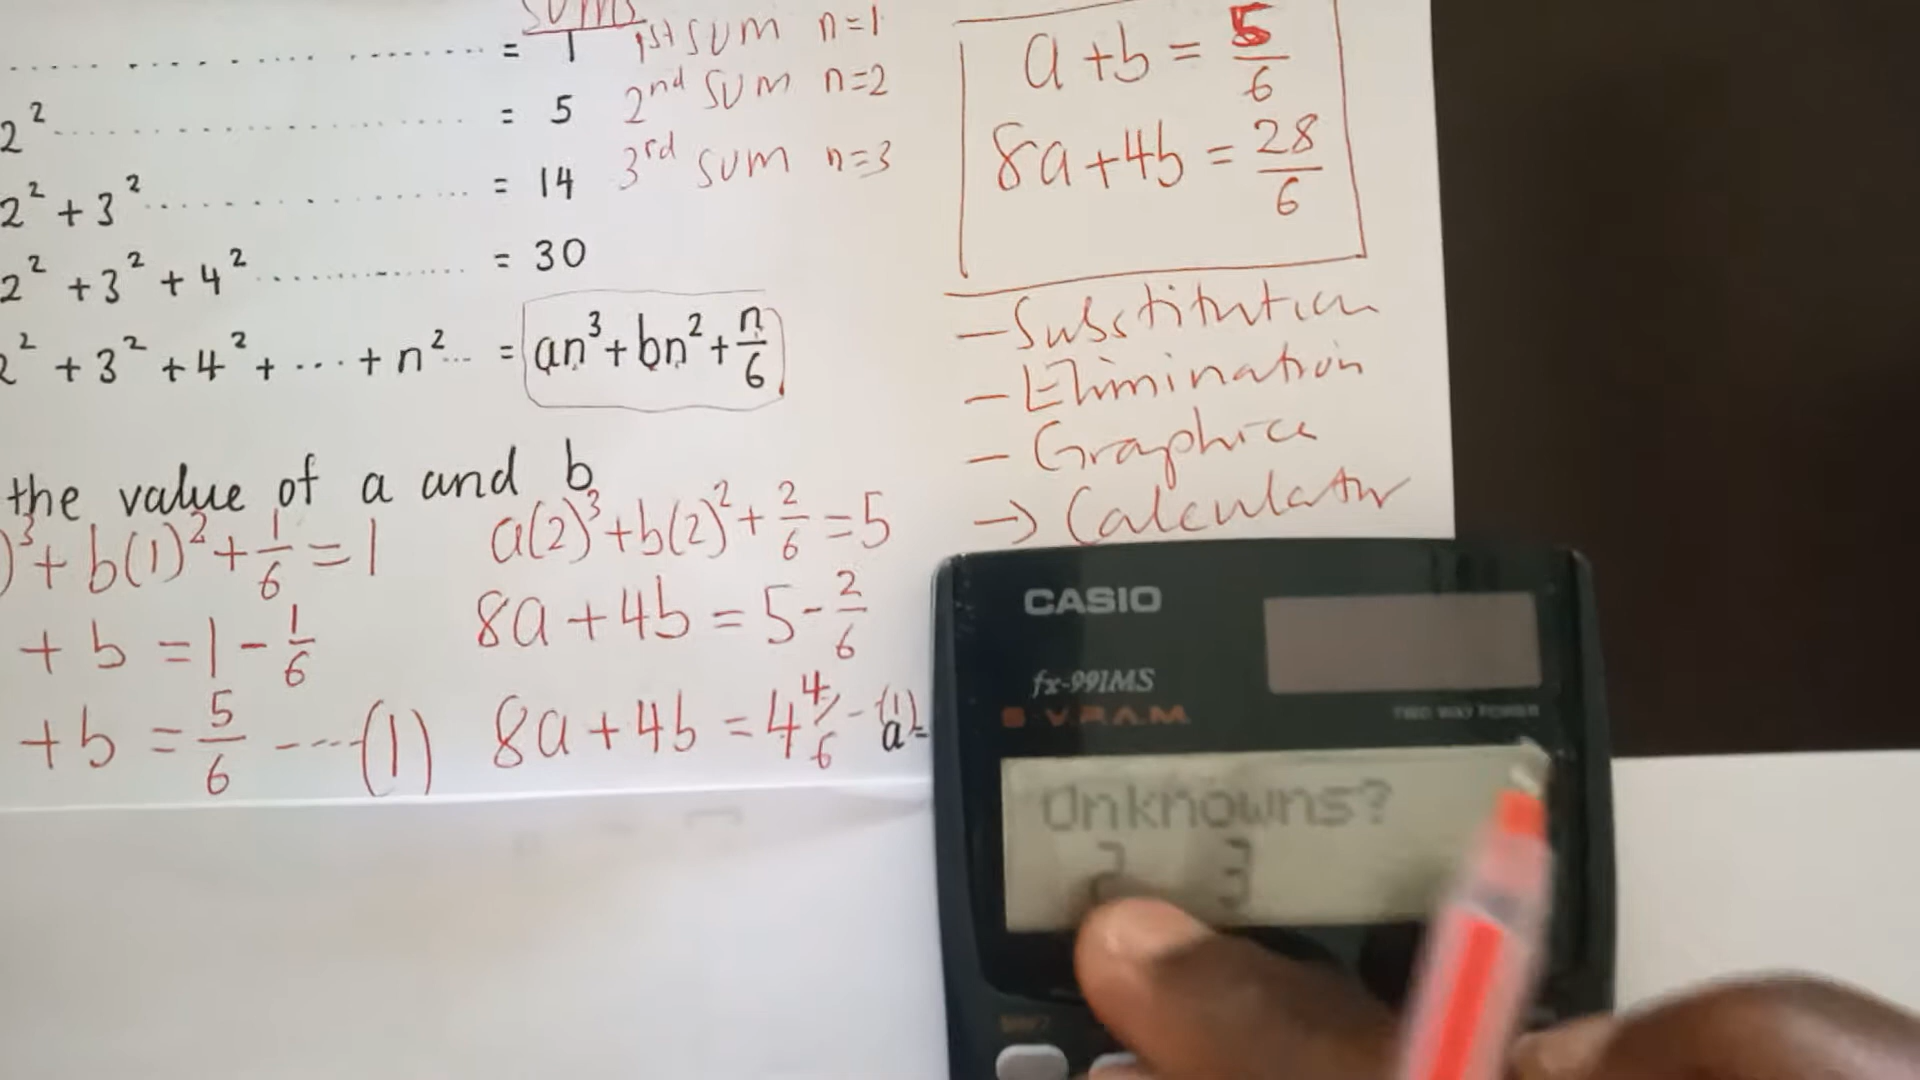 SUMS
= 1 1st SUM n=1
2² = 5 2nd SUM n=2
2² + 3² = 14 3rd SUM n=3
2² + 3² + 4² = 30
2² + 3² + 4² + ... + n² = an³ + bn² + n/6
the value of a and b
)³ + b(1)² + 1/6 = 1
+ b = 1 - 1/6
+ b = 5/6 ---- (1)
a(2)³ + b(2)² + 2/6 = 5
8a + 4b = 5 - 2/6
8a + 4b = 4 4/6
a=
a + b = 5/6
8a + 4b = 28/6
- Substitution
- Elimination
- Graphica
→ Calculator
CASIO
fx-991MS
S-V.P.A.M.
TWO WAY POWER
Unknowns?
2 3